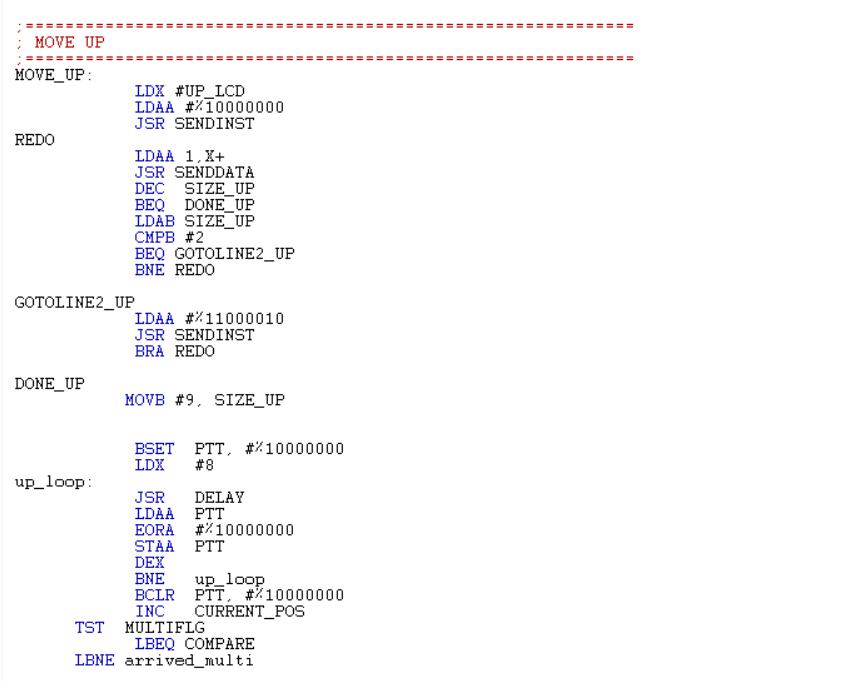 ;=============================================================
; MOVE UP
;=============================================================
MOVE_UP:
LDX #UP_LCD
LDAA #%10000000
JSR SENDINST
REDO
LDAA 1,X+
JSR SENDDATA
DEC SIZE_UP
BEQ DONE_UP
LDAB SIZE_UP
CMPB #2
BEQ GOTOLINE2_UP
BNE REDO
GOTOLINE2_UP
LDAA #%11000010
JSR SENDINST
BRA REDO
DONE_UP
MOVB #9, SIZE_UP
BSET PTT, #%10000000
LDX #8
up_loop:
JSR DELAY
LDAA PTT
EORA #%10000000
STAA PTT
DEX
BNE up_loop
BCLR PTT, #%10000000
INC CURRENT_POS
TST MULTIFLG
LBEQ COMPARE
LBNE arrived_multi